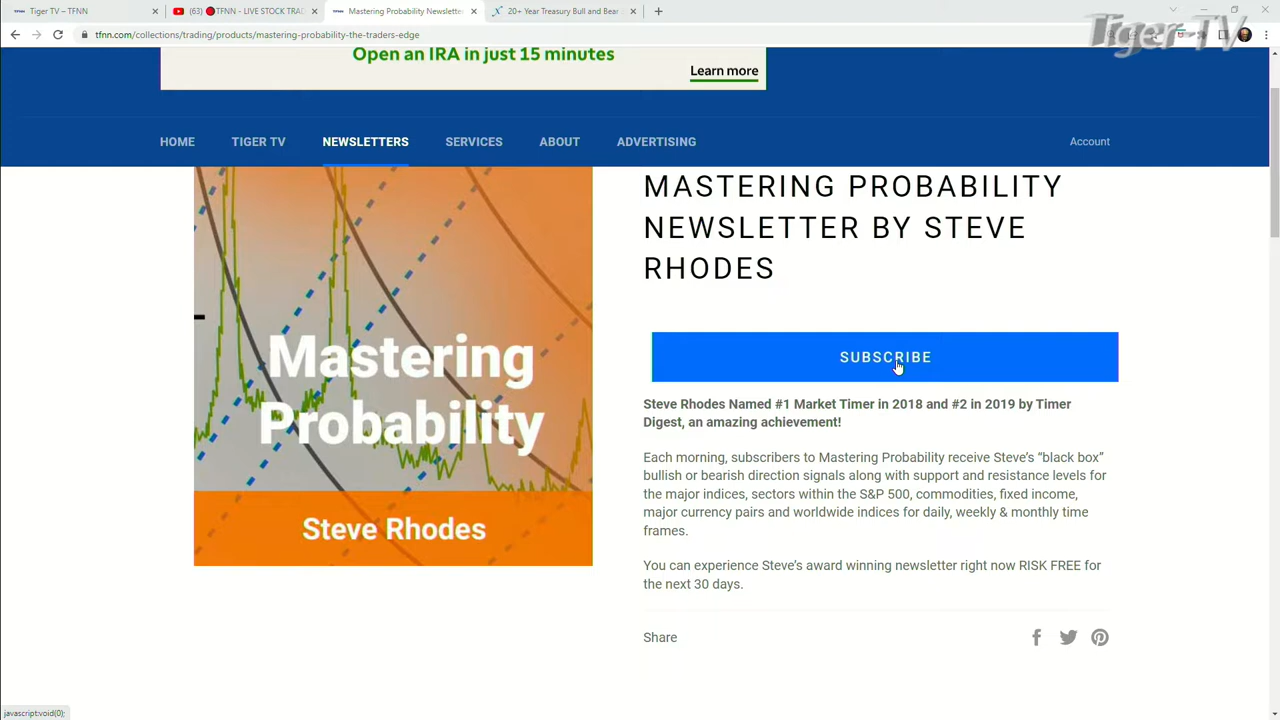 Tiger TV – TFNN
(63) 🔴TFNN - LIVE STOCK TRA
Mastering Probability Newslette
20+ Year Treasury Bull and Bear
tfnn.com/collections/trading/products/mastering-probability-the-traders-edge
Tiger-TV
Open an IRA in just 15 minutes
Learn more
HOME
TIGER TV
NEWSLETTERS
SERVICES
ABOUT
ADVERTISING
Account
MASTERING PROBABILITY
NEWSLETTER BY STEVE
RHODES
Mastering
Probability
Steve Rhodes
SUBSCRIBE
Steve Rhodes Named #1 Market Timer in 2018 and #2 in 2019 by Timer
Digest, an amazing achievement!
Each morning, subscribers to Mastering Probability receive Steve's “black box”
bullish or bearish direction signals along with support and resistance levels for
the major indices, sectors within the S&P 500, commodities, fixed income,
major currency pairs and worldwide indices for daily, weekly & monthly time
frames.
You can experience Steve's award winning newsletter right now RISK FREE for
the next 30 days.
Share
javascript:void(0);